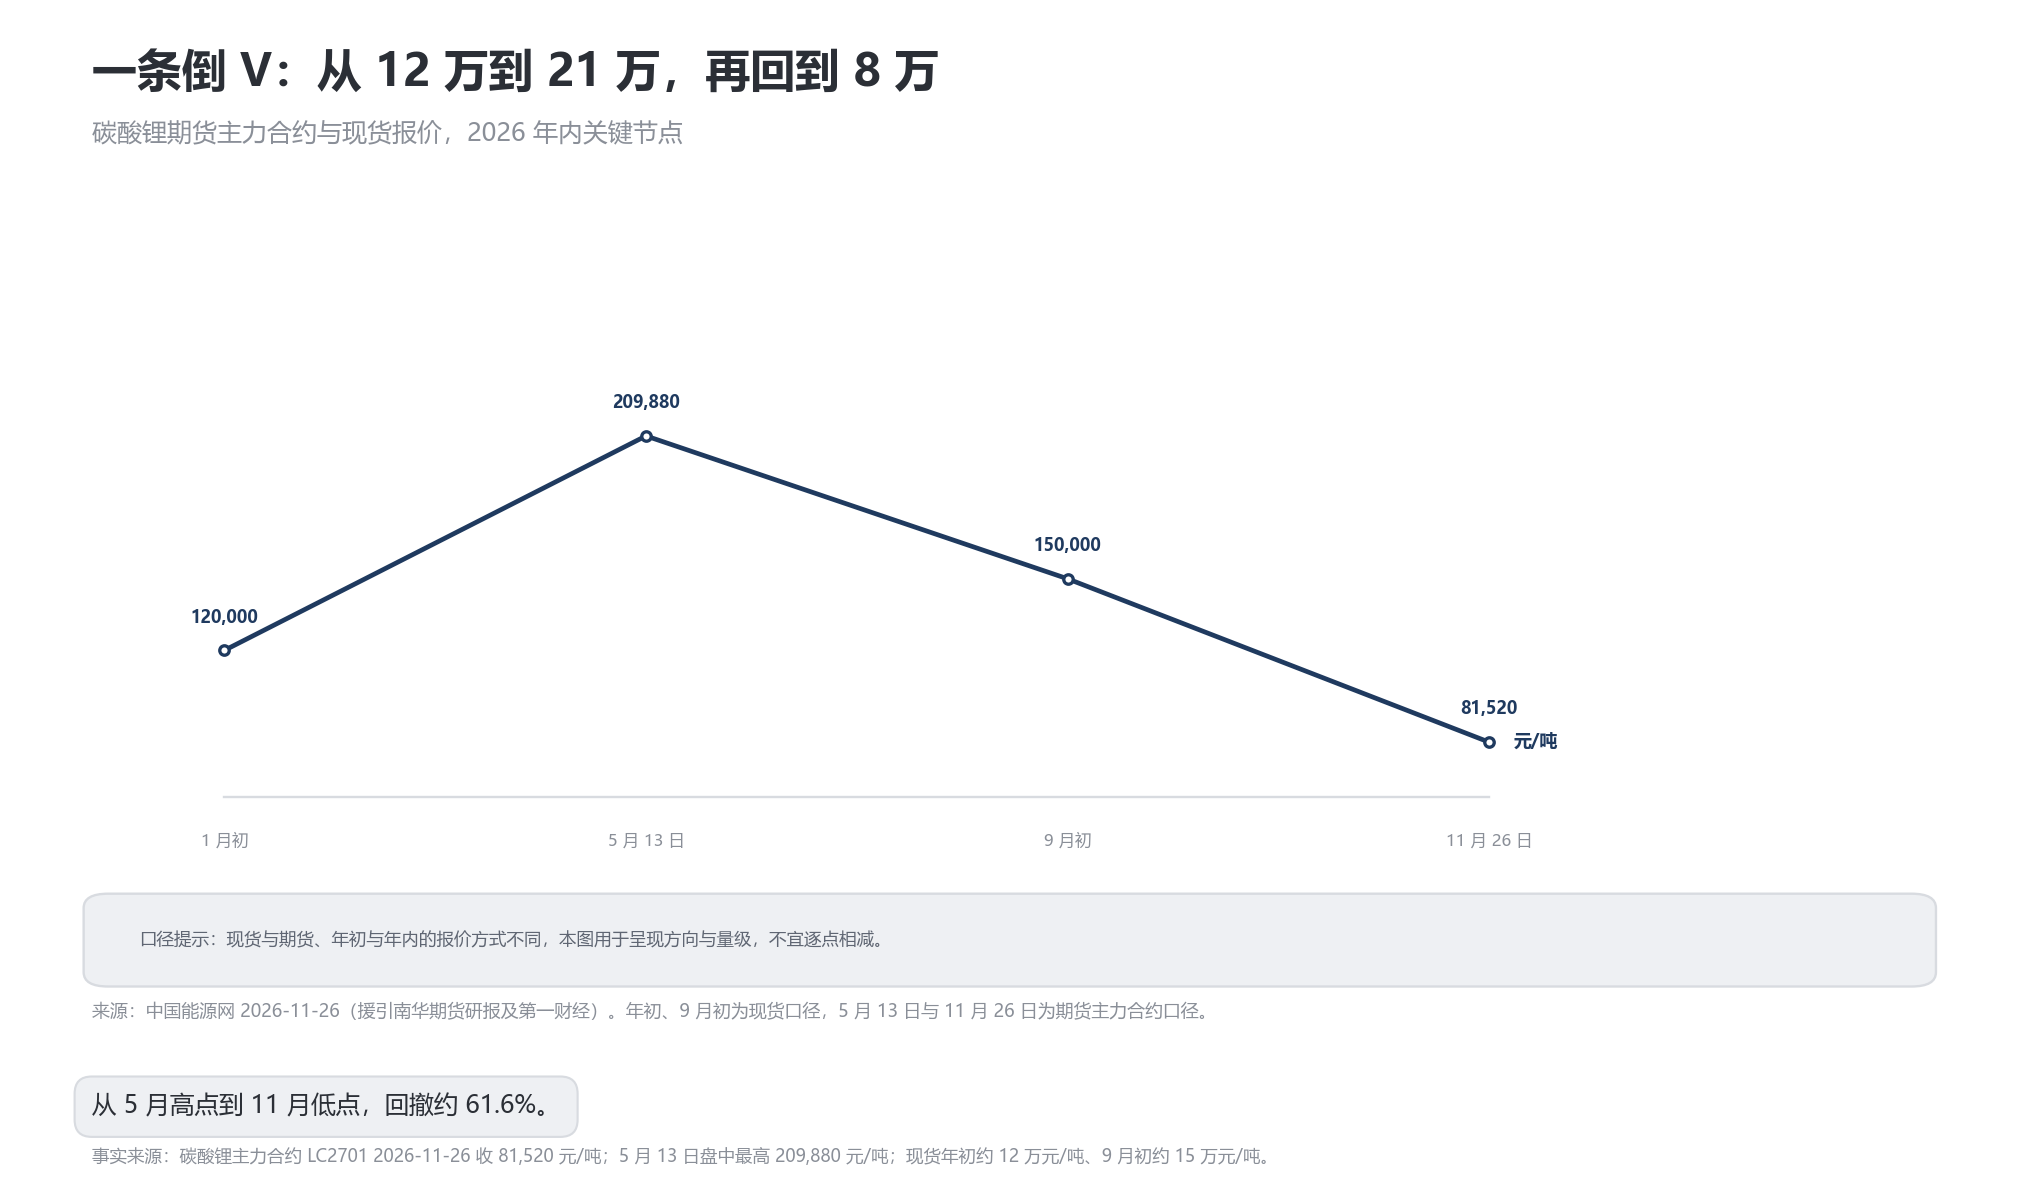 一条倒 V：从 12 万到 21 万，再回到 8 万
碳酸锂期货主力合约与现货报价，2026 年内关键节点
209,880
150,000
120,000
81,520
元/吨
1 月初
5 月 13 日
9 月初
11 月 26 日
口径提示：现货与期货、年初与年内的报价方式不同，本图用于呈现方向与量级，不宜逐点相减。
来源：中国能源网 2026-11-26（援引南华期货研报及第一财经）。年初、9 月初为现货口径，5 月 13 日与 11 月 26 日为期货主力合约口径。
从 5 月高点到 11 月低点，回撤约 61.6%。
事实来源：碳酸锂主力合约 LC2701 2026-11-26 收 81,520 元/吨；5 月 13 日盘中最高 209,880 元/吨；现货年初约 12 万元/吨、9 月初约 15 万元/吨。